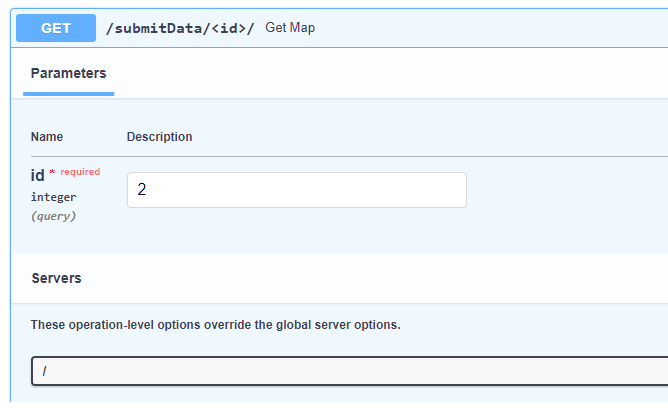 GET /submitData/<id>/ Get Map
Parameters
Name Description
id * required
integer
(query)
2
Servers
These operation-level options override the global server options.
/